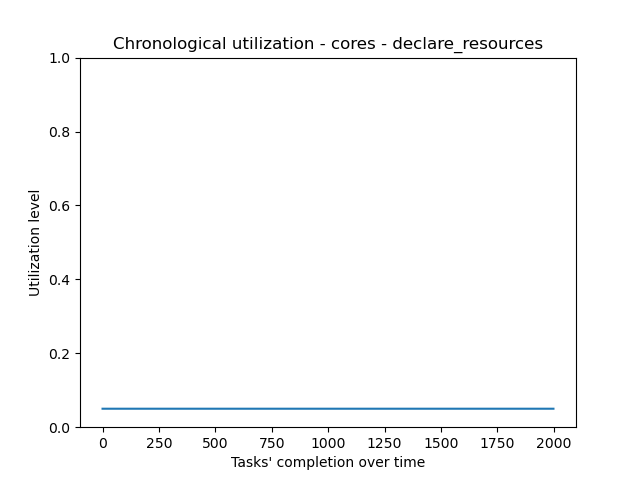 Chronological utilization - cores - declare_resources
1.0
0.8
0.6
0.4
0.2
0.0
Utilization level
0 250 500 750 1000 1250 1500 1750 2000
Tasks' completion over time